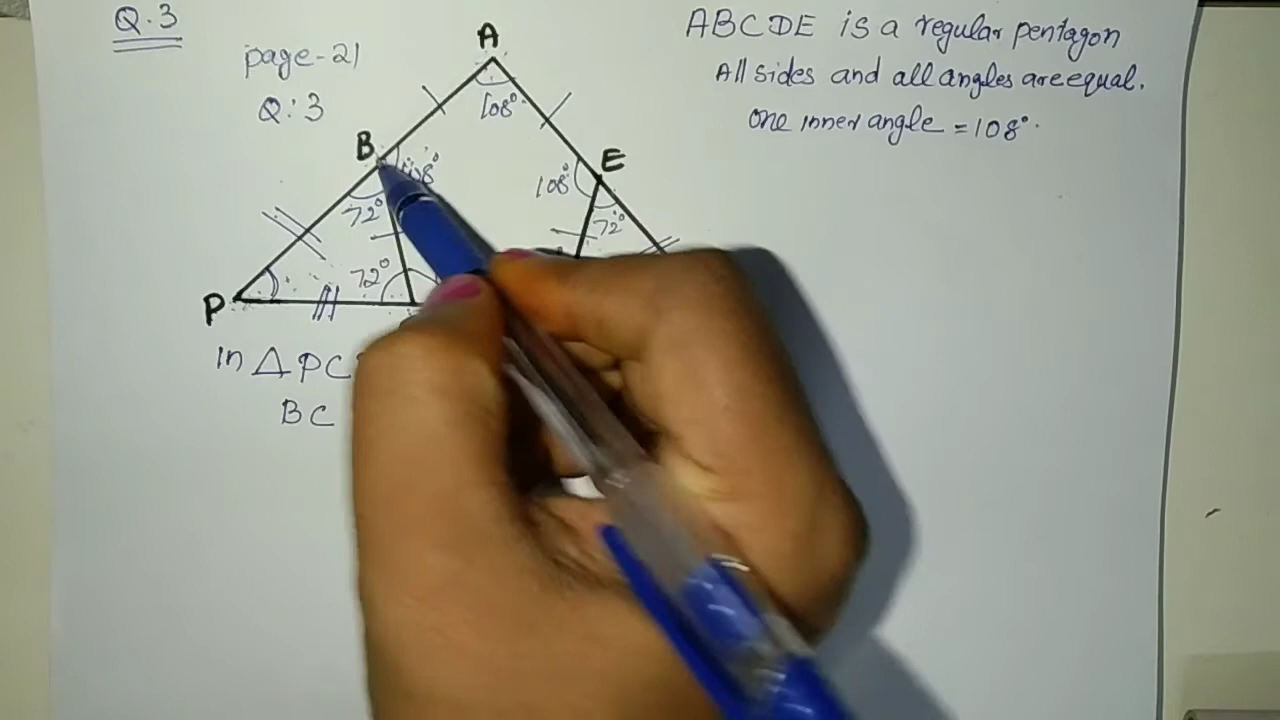 Q.3
page-21
Q:3
ABCDE is a regular pentagon
All sides and all angles are equal.
One inner angle = 108°.
A
108°
B
108°
E
108°
72°
72°
72°
P
In △PC
BC